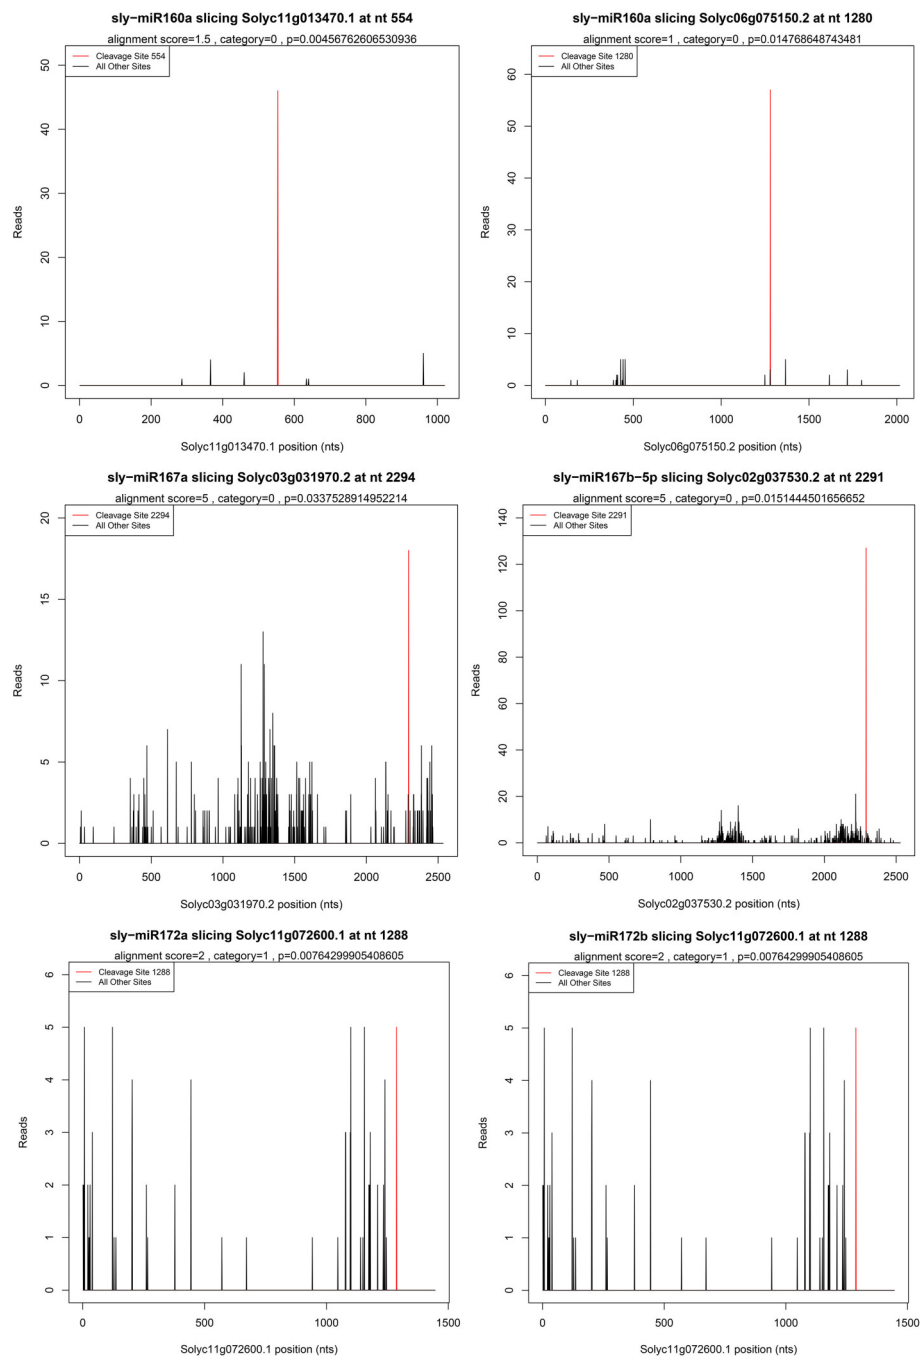 sly−miR160a slicing Solyc11g013470.1 at nt 554
alignment score=1.5 , category=0 , p=0.00456762606530936
Cleavage Site 554
All Other Sites
50
40
30
20
10
0
Reads
0 200 400 600 800 1000
Solyc11g013470.1 position (nts)
sly−miR160a slicing Solyc06g075150.2 at nt 1280
alignment score=1 , category=0 , p=0.014768648743481
Cleavage Site 1280
All Other Sites
60
50
40
30
20
10
0
Reads
0 500 1000 1500 2000
Solyc06g075150.2 position (nts)
sly−miR167a slicing Solyc03g031970.2 at nt 2294
alignment score=5 , category=0 , p=0.0337528914952214
Cleavage Site 2294
All Other Sites
20
15
10
5
0
Reads
0 500 1000 1500 2000 2500
Solyc03g031970.2 position (nts)
sly−miR167b−5p slicing Solyc02g037530.2 at nt 2291
alignment score=5 , category=0 , p=0.0151444501656652
Cleavage Site 2291
All Other Sites
140
120
100
80
60
40
20
0
Reads
0 500 1000 1500 2000 2500
Solyc02g037530.2 position (nts)
sly−miR172a slicing Solyc11g072600.1 at nt 1288
alignment score=2 , category=1 , p=0.00764299905408605
Cleavage Site 1288
All Other Sites
6
5
4
3
2
1
0
Reads
0 500 1000 1500
Solyc11g072600.1 position (nts)
sly−miR172b slicing Solyc11g072600.1 at nt 1288
alignment score=2 , category=1 , p=0.00764299905408605
Cleavage Site 1288
All Other Sites
6
5
4
3
2
1
0
Reads
0 500 1000 1500
Solyc11g072600.1 position (nts)